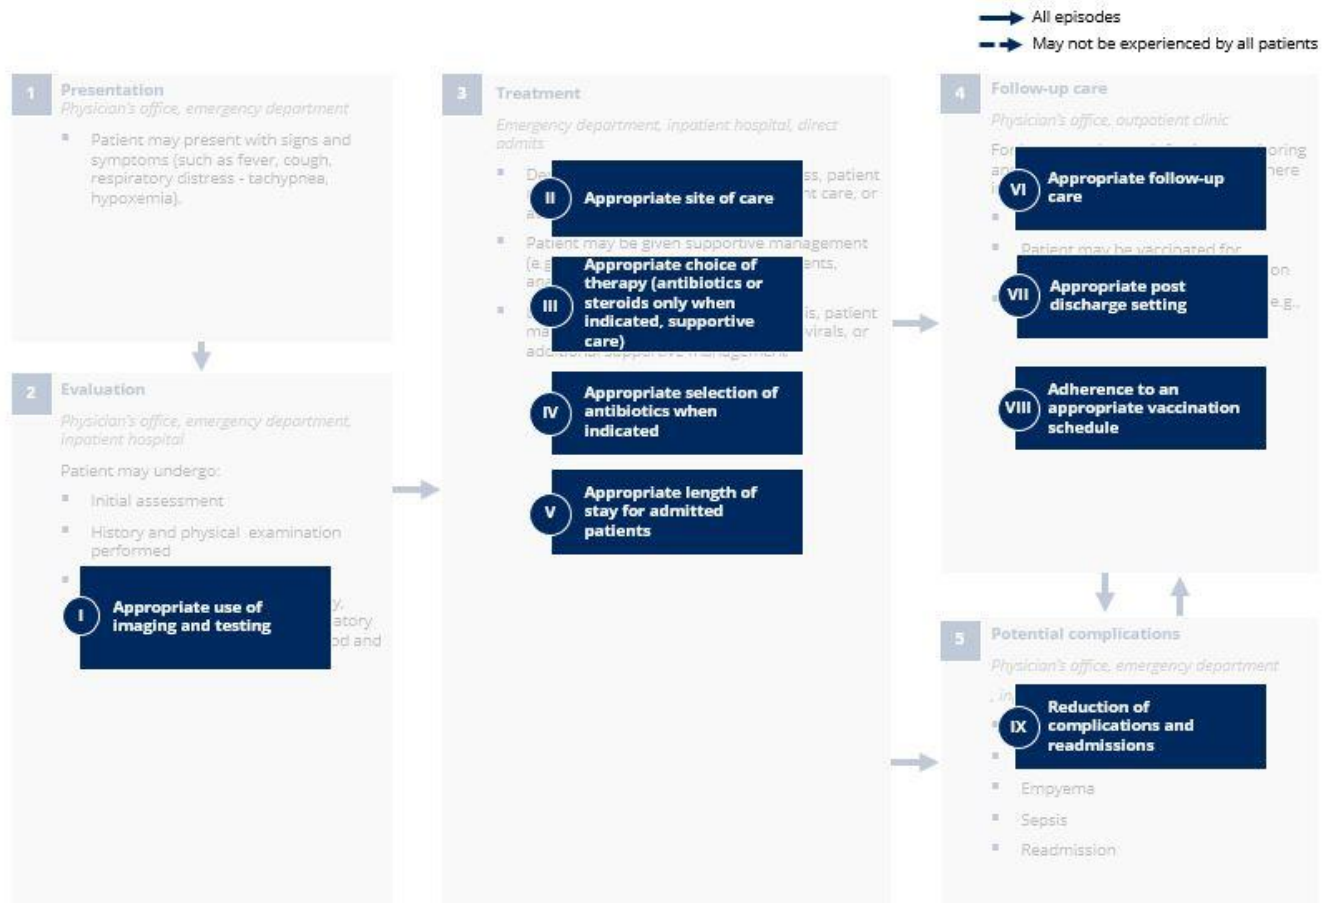 All episodes
May not be experienced by all patients
1
Presentation
Physician's office, emergency department
Patient may present with signs and
symptoms (such as fever, cough,
respiratory distress - tachypnea,
hypoxemia).
2
Evaluation
Physician's office, emergency department,
inpatient hospital
Patient may undergo:
Initial assessment
History and physical examination
performed
I
Appropriate use of
imaging and testing
3
Treatment
Emergency department, inpatient hospital, direct
admits
patient
care, or
II
Appropriate site of care
Patient may be given supportive management
III
Appropriate choice of
therapy (antibiotics or
steroids only when
indicated, supportive
care)
patient
or
IV
Appropriate selection of
antibiotics when
indicated
V
Appropriate length of
stay for admitted
patients
4
Follow-up care
Physician's office, outpatient clinic
VI
Appropriate follow-up
care
Patient may be vaccinated for
on
VII
Appropriate post
discharge setting
VIII
Adherence to an
appropriate vaccination
schedule
5
Potential complications
Physician's office, emergency department
IX
Reduction of
complications and
readmissions
Empyema
Sepsis
Readmission